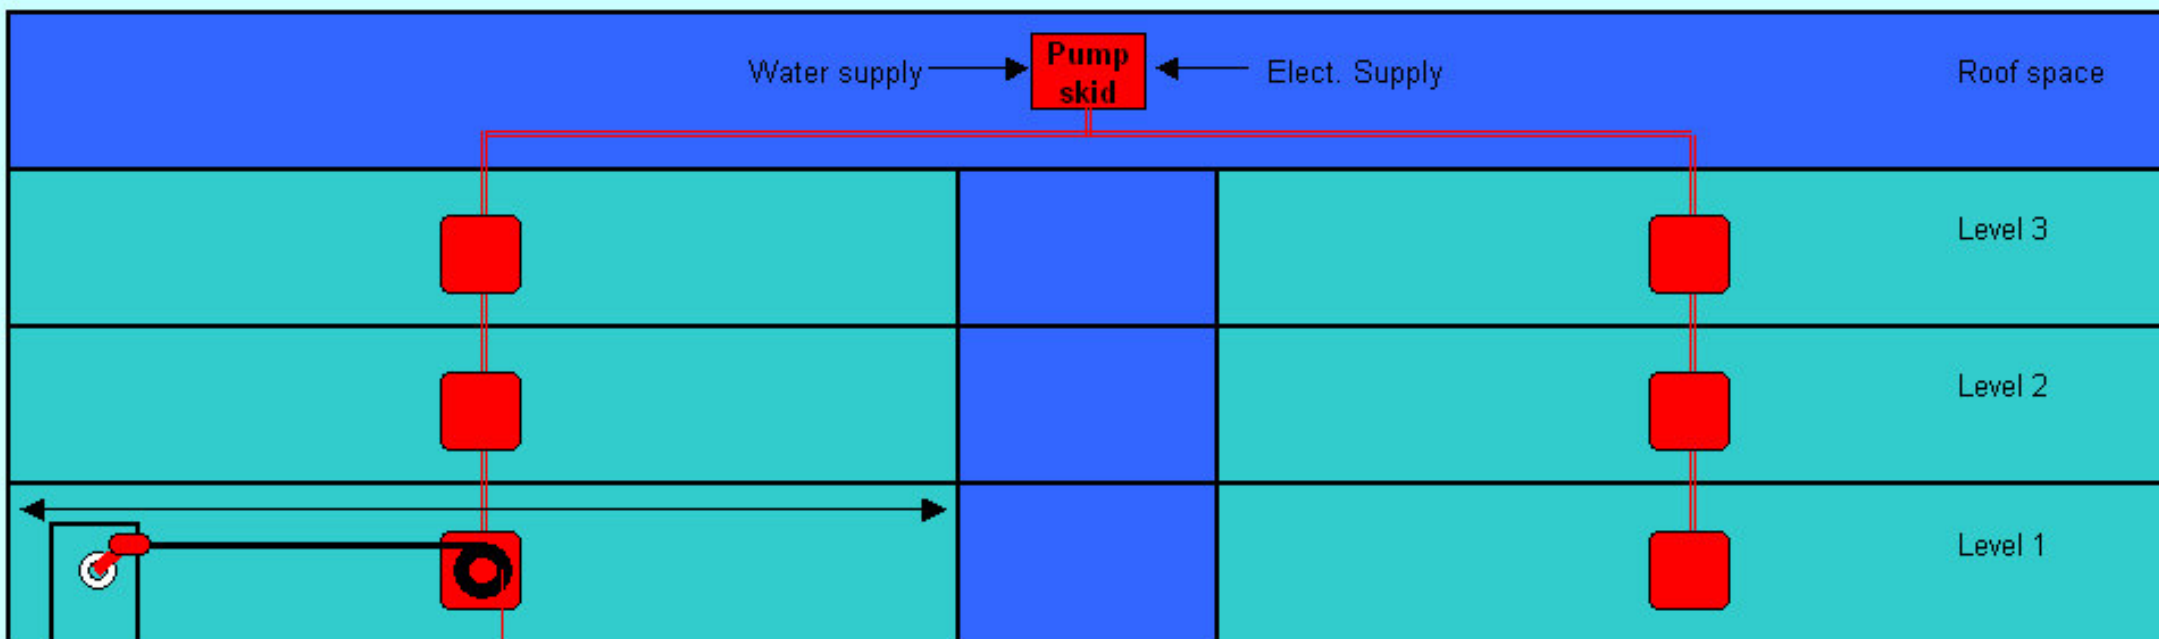 Water supply
Pump
skid
Elect. Supply
Roof space
Level 3
Level 2
Level 1